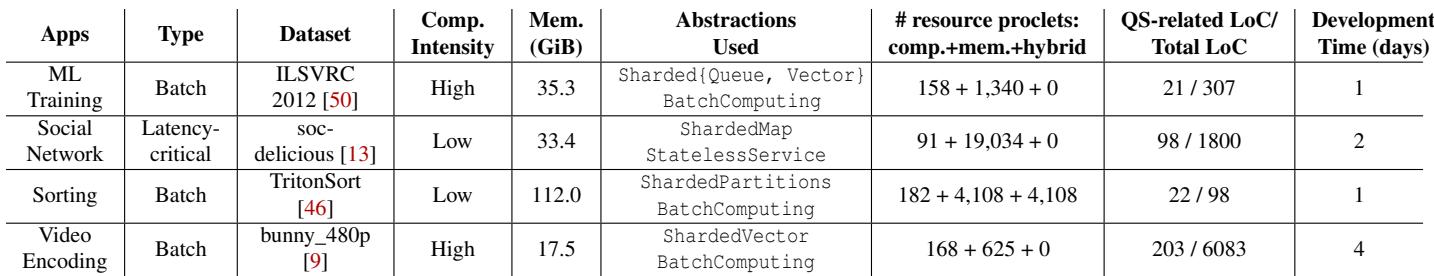 Apps Type Dataset Comp. Intensity Mem. (GiB) Abstractions Used # resource proclets: comp.+mem.+hybrid QS-related LoC/ Total LoC Development Time (days)
ML Training Batch ILSVRC 2012 [50] High 35.3 Sharded{Queue, Vector} BatchComputing 158 + 1,340 + 0 21 / 307 1
Social Network Latency-critical soc-delicious [13] Low 33.4 ShardedMap StatelessService 91 + 19,034 + 0 98 / 1800 2
Sorting Batch TritonSort [46] Low 112.0 ShardedPartitions BatchComputing 182 + 4,108 + 4,108 22 / 98 1
Video Encoding Batch bunny_480p [9] High 17.5 ShardedVector BatchComputing 168 + 625 + 0 203 / 6083 4